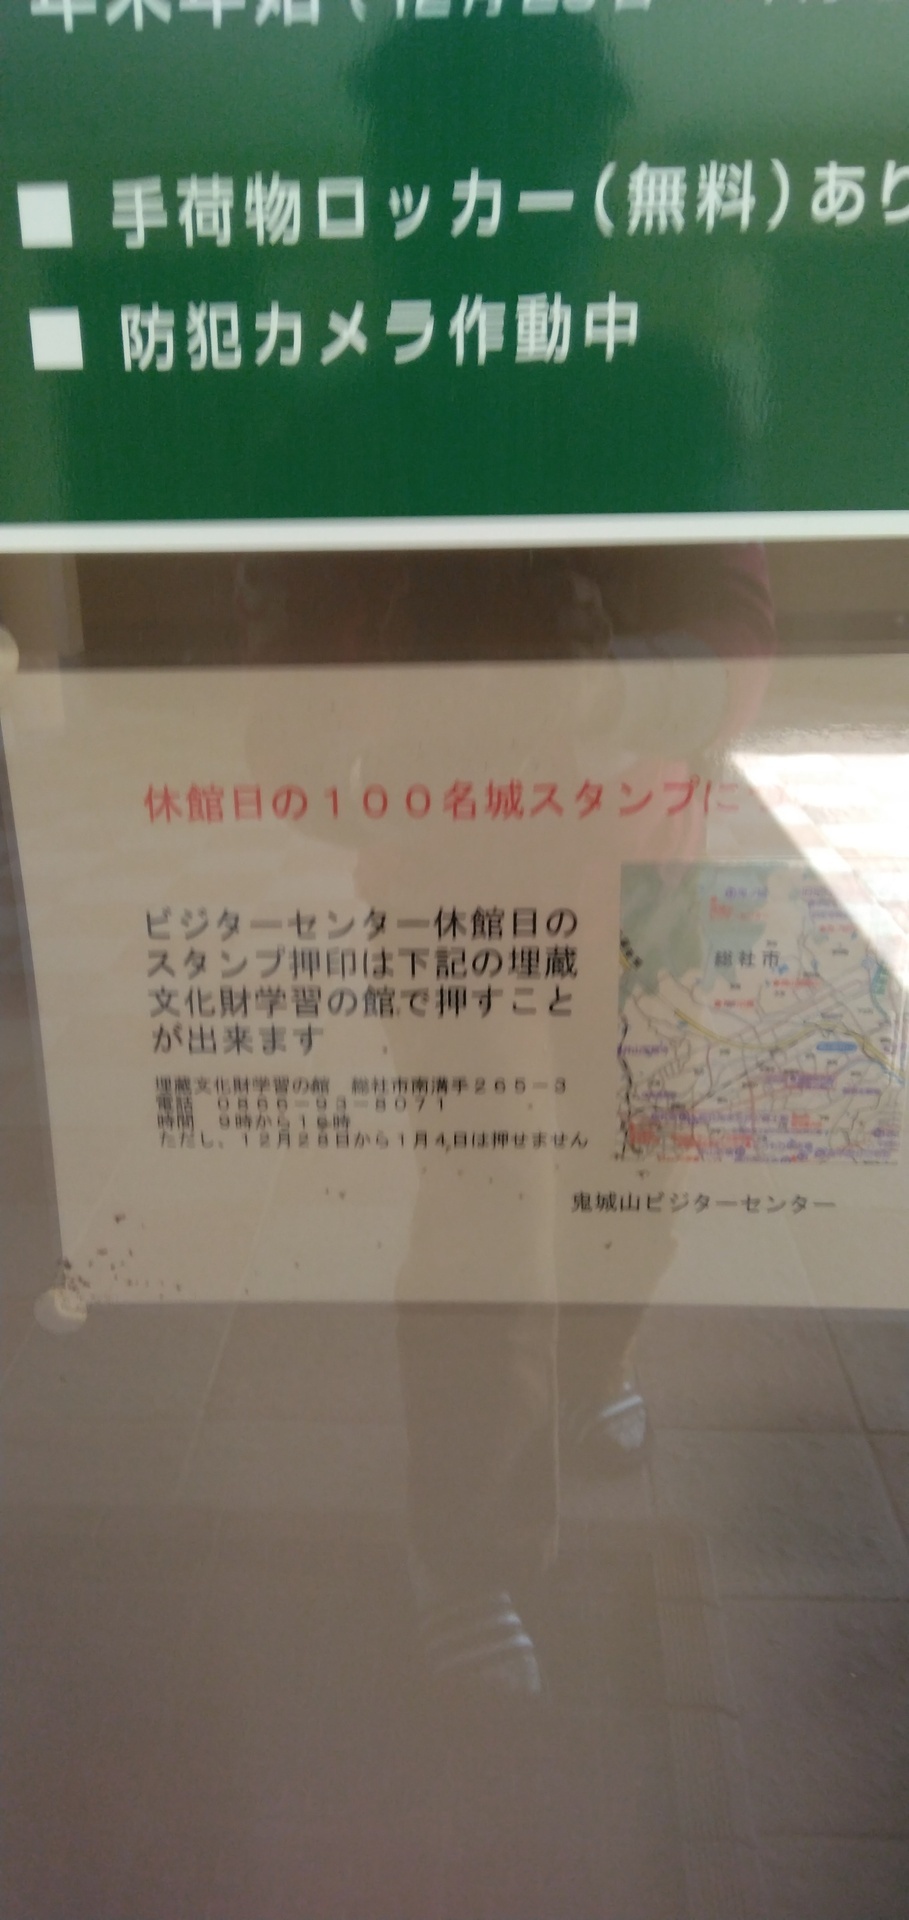 年末年始(12月
■ 手荷物ロッカー(無料)あり
■ 防犯カメラ作動中
休館日の100名城スタンプに
ビジターセンター休館日の
スタンプ押印は下記の埋蔵
文化財学習の館で押すこと
が出来ます
総社市
埋蔵文化財学習の館 総社市南溝手265-3
電話 0866-93-8071
時間 9時から16時
ただし、12月28日から1月4日は押せません
鬼城山ビジターセンター